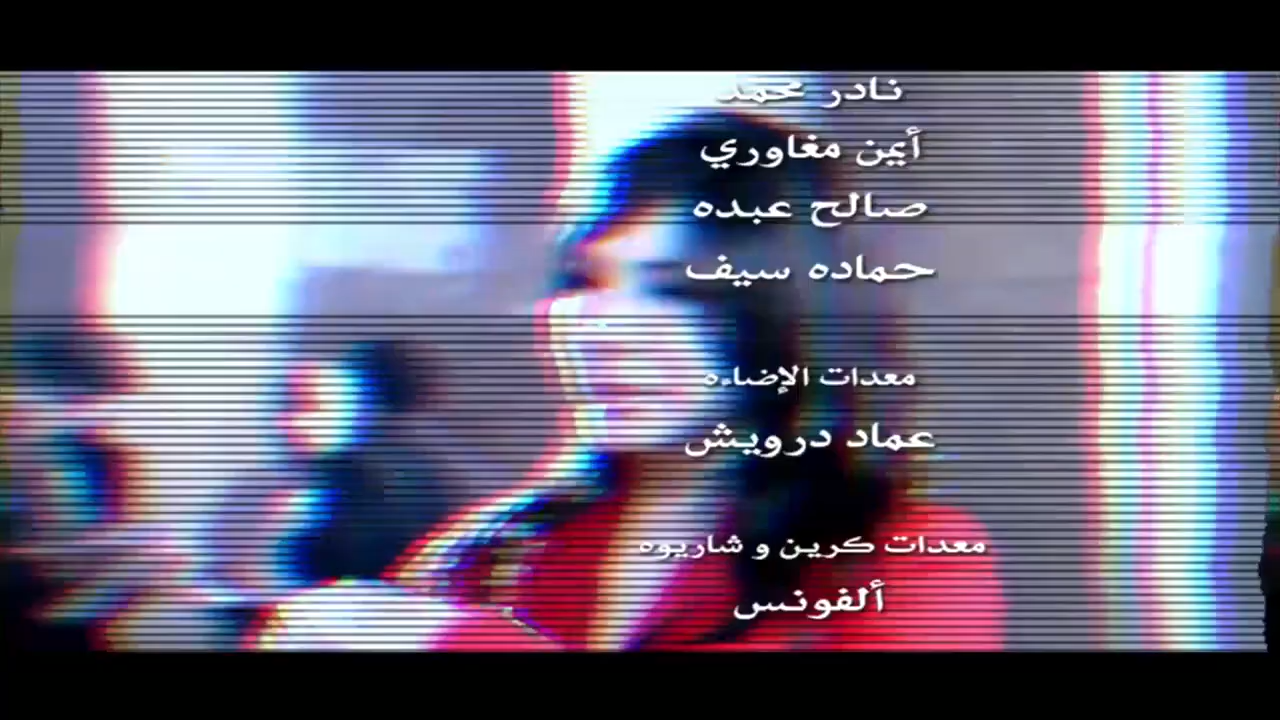 نادر محمد
أيمن مغاوري
صالح عبده
حماده سيف
معدات الإضاءه
عماد درويش
معدات كرين و شاريوه
ألفونس